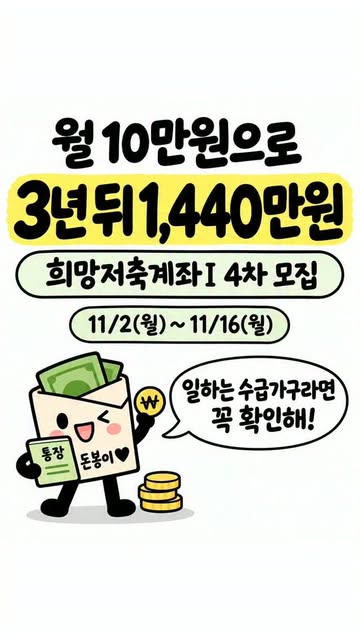 월 10만원으로
3년 뒤 1,440만원
희망저축계좌 I 4차 모집
11/2(월) ~ 11/16(월)
일하는 수급가구라면
꼭 확인해!
₩
통장
돈봉이♥